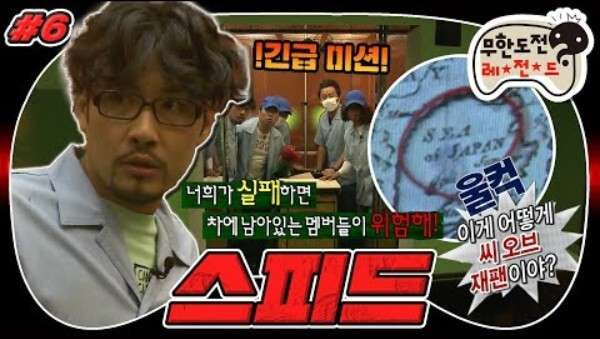 #6
!긴급 미션!
무한도전
레★전★드
SEA
of JAPAN
울컥
이게 어떻게
씨 오브
재팬이야?
너희가 실패하면
차에 남아있는 멤버들이 위험해!
스피드